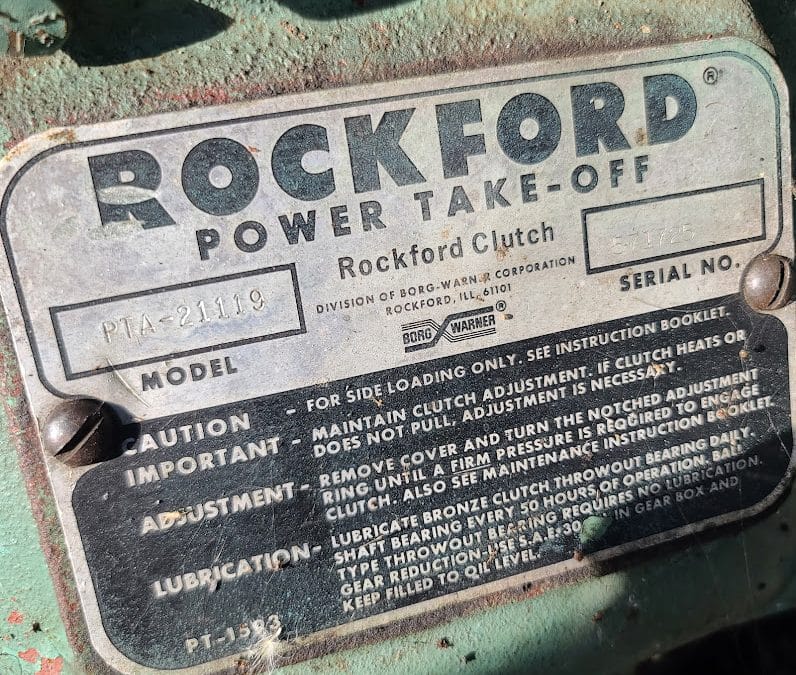 ROCKFORD®
POWER TAKE-OFF
Rockford Clutch
DIVISION OF BORG-WARNER CORPORATION
ROCKFORD, ILL. 61101
BORG WARNER®
PTA-21119
MODEL
SERIAL NO.
CAUTION - FOR SIDE LOADING ONLY. SEE INSTRUCTION BOOKLET.
IMPORTANT - MAINTAIN CLUTCH ADJUSTMENT. IF CLUTCH HEATS OR
DOES NOT PULL, ADJUSTMENT IS NECESSARY.
ADJUSTMENT - REMOVE COVER AND TURN THE NOTCHED ADJUSTMENT
RING UNTIL A FIRM PRESSURE IS REQUIRED TO ENGAGE
CLUTCH. ALSO SEE MAINTENANCE INSTRUCTION BOOKLET.
LUBRICATION - LUBRICATE BRONZE CLUTCH THROWOUT BEARING DAILY.
SHAFT BEARING EVERY 50 HOURS OF OPERATION. BALL
TYPE THROWOUT BEARING REQUIRES NO LUBRICATION.
GEAR REDUCTION-USE S.A.E. 30 IN GEAR BOX AND
KEEP FILLED TO OIL LEVEL.
PT-1593